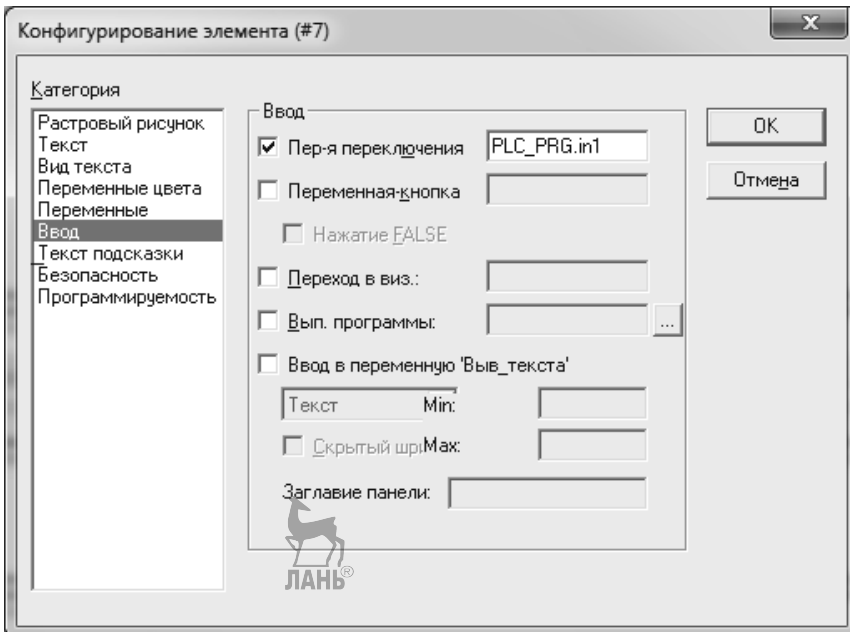 Конфигурирование элемента (#7)
Категория
Растровый рисунок
Текст
Вид текста
Переменные цвета
Переменные
Ввод
Текст подсказки
Безопасность
Программируемость
Ввод
Пер-я переключения PLC_PRG.in1
Переменная-кнопка
Нажатие FALSE
Переход в виз.:
Вып. программы: ...
Ввод в переменную 'Выв_текста'
Текст Min:
Скрытый шри Max:
Заглавие панели:
OK
Отмена
ЛАНЬ®